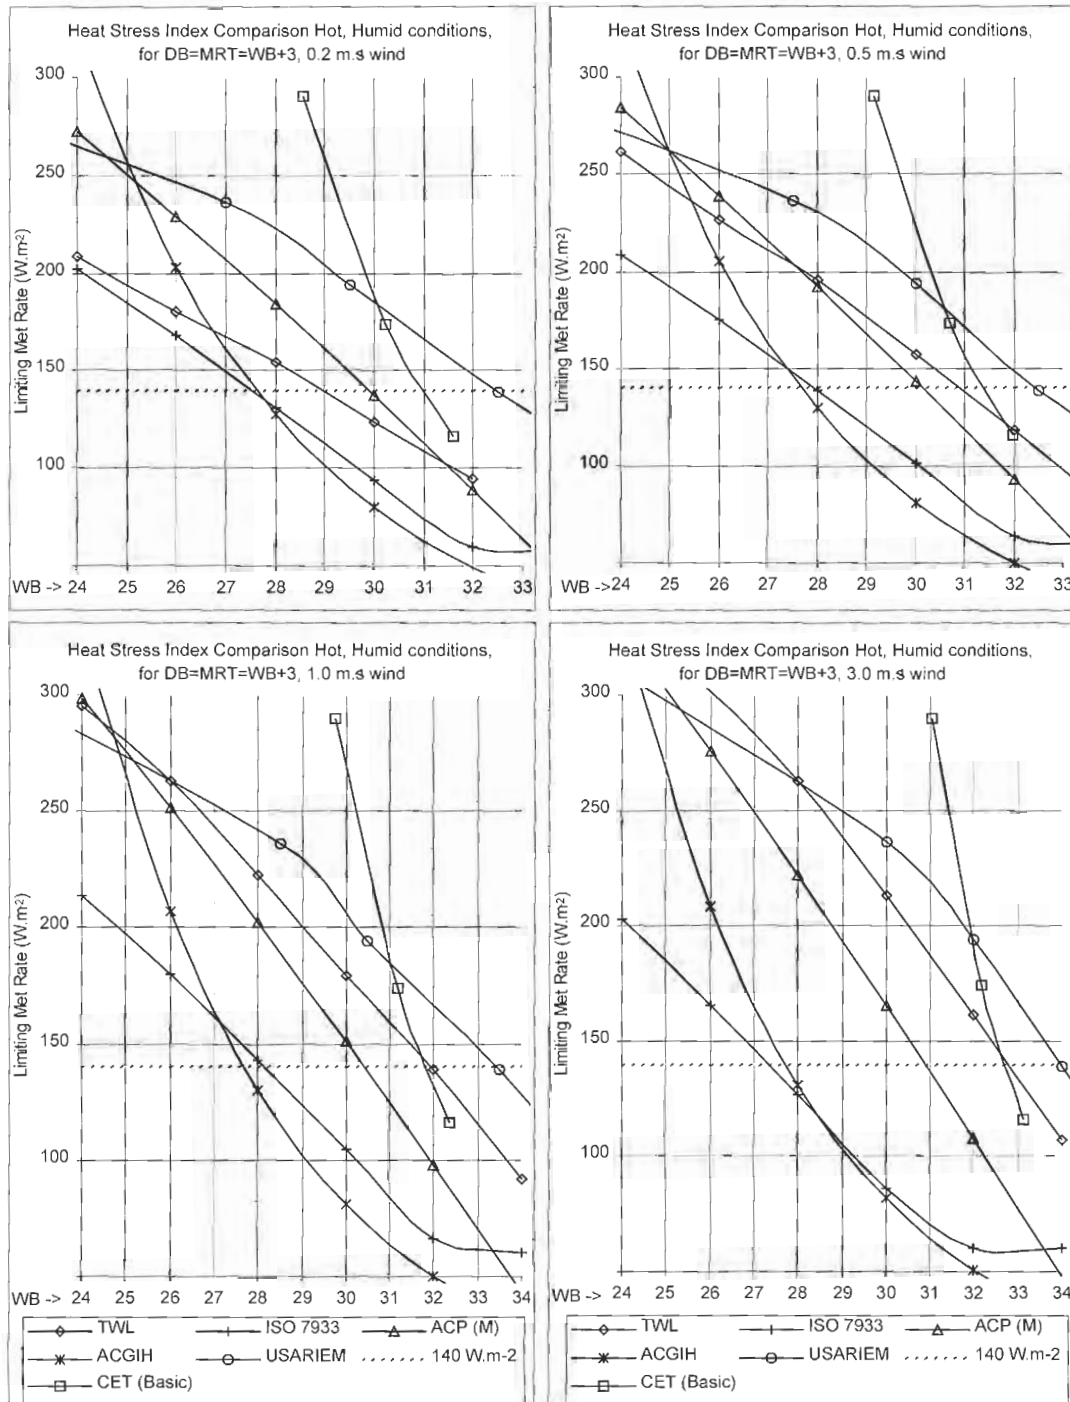 Heat Stress Index Comparison Hot, Humid conditions,
for DB=MRT=WB+3, 0.2 m.s wind
Limiting Met Rate (W.m²)
300
250
200
150
100
WB -> 24 25 26 27 28 29 30 31 32 33
Heat Stress Index Comparison Hot, Humid conditions,
for DB=MRT=WB+3, 0.5 m.s wind
Limiting Met Rate (W.m²)
300
250
200
150
100
24 25 26 27 28 29 30 31 32 33
Heat Stress Index Comparison Hot, Humid conditions,
for DB=MRT=WB+3, 1.0 m.s wind
Limiting Met Rate (W.m²)
300
250
200
150
100
WB -> 24 25 26 27 28 29 30 31 32 33 34
TWL ISO 7933 ACP (M)
ACGIH USARIEM 140 W.m-2
CET (Basic)
Heat Stress Index Comparison Hot, Humid conditions,
for DB=MRT=WB+3, 3.0 m.s wind
Limiting Met Rate (W.m²)
300
250
200
150
100
WB -> 24 25 26 27 28 29 30 31 32 33 34
TWL ISO 7933 ACP (M)
ACGIH USARIEM 140 W.m-2
CET (Basic)